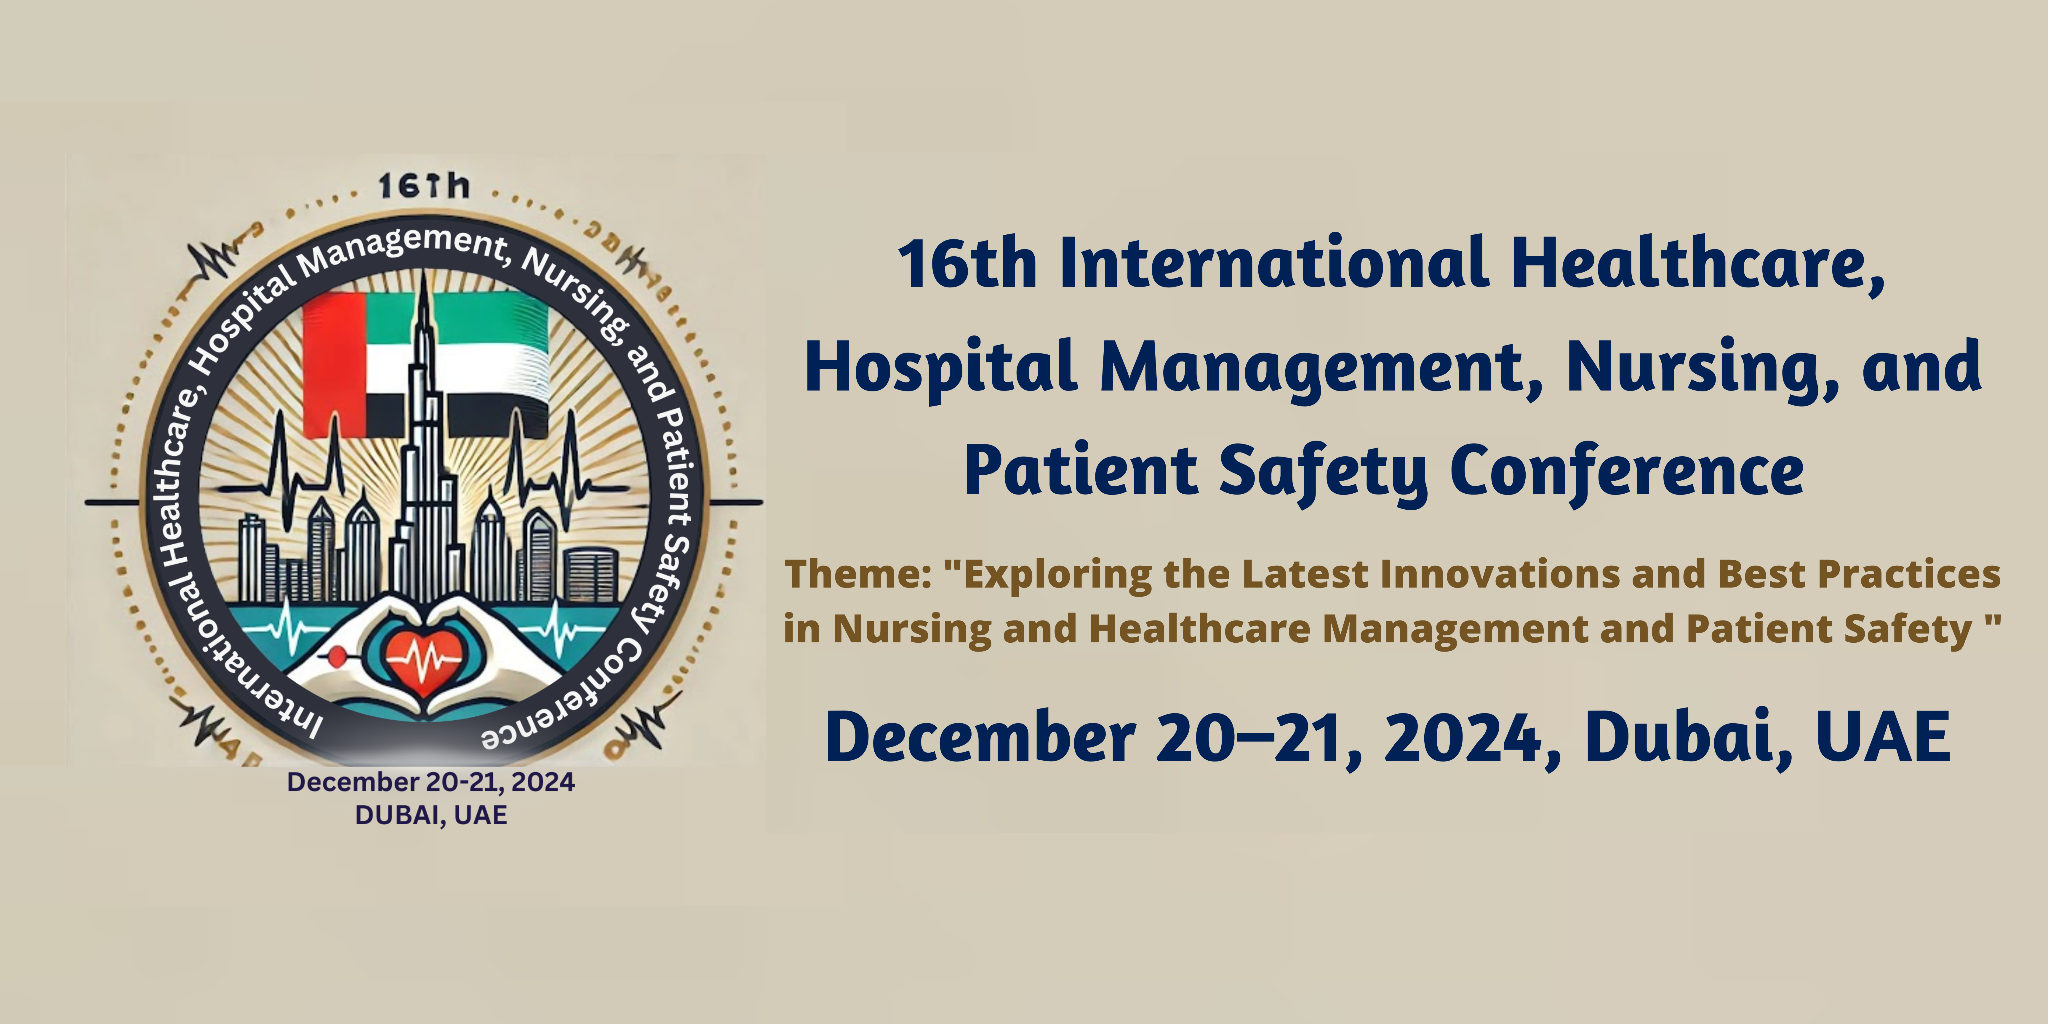 16Th
International Healthcare, Hospital Management, Nursing, and Patient Safety Conference
December 20-21, 2024
DUBAI, UAE
16th International Healthcare,
Hospital Management, Nursing, and
Patient Safety Conference
Theme: "Exploring the Latest Innovations and Best Practices
in Nursing and Healthcare Management and Patient Safety "
December 20–21, 2024, Dubai, UAE